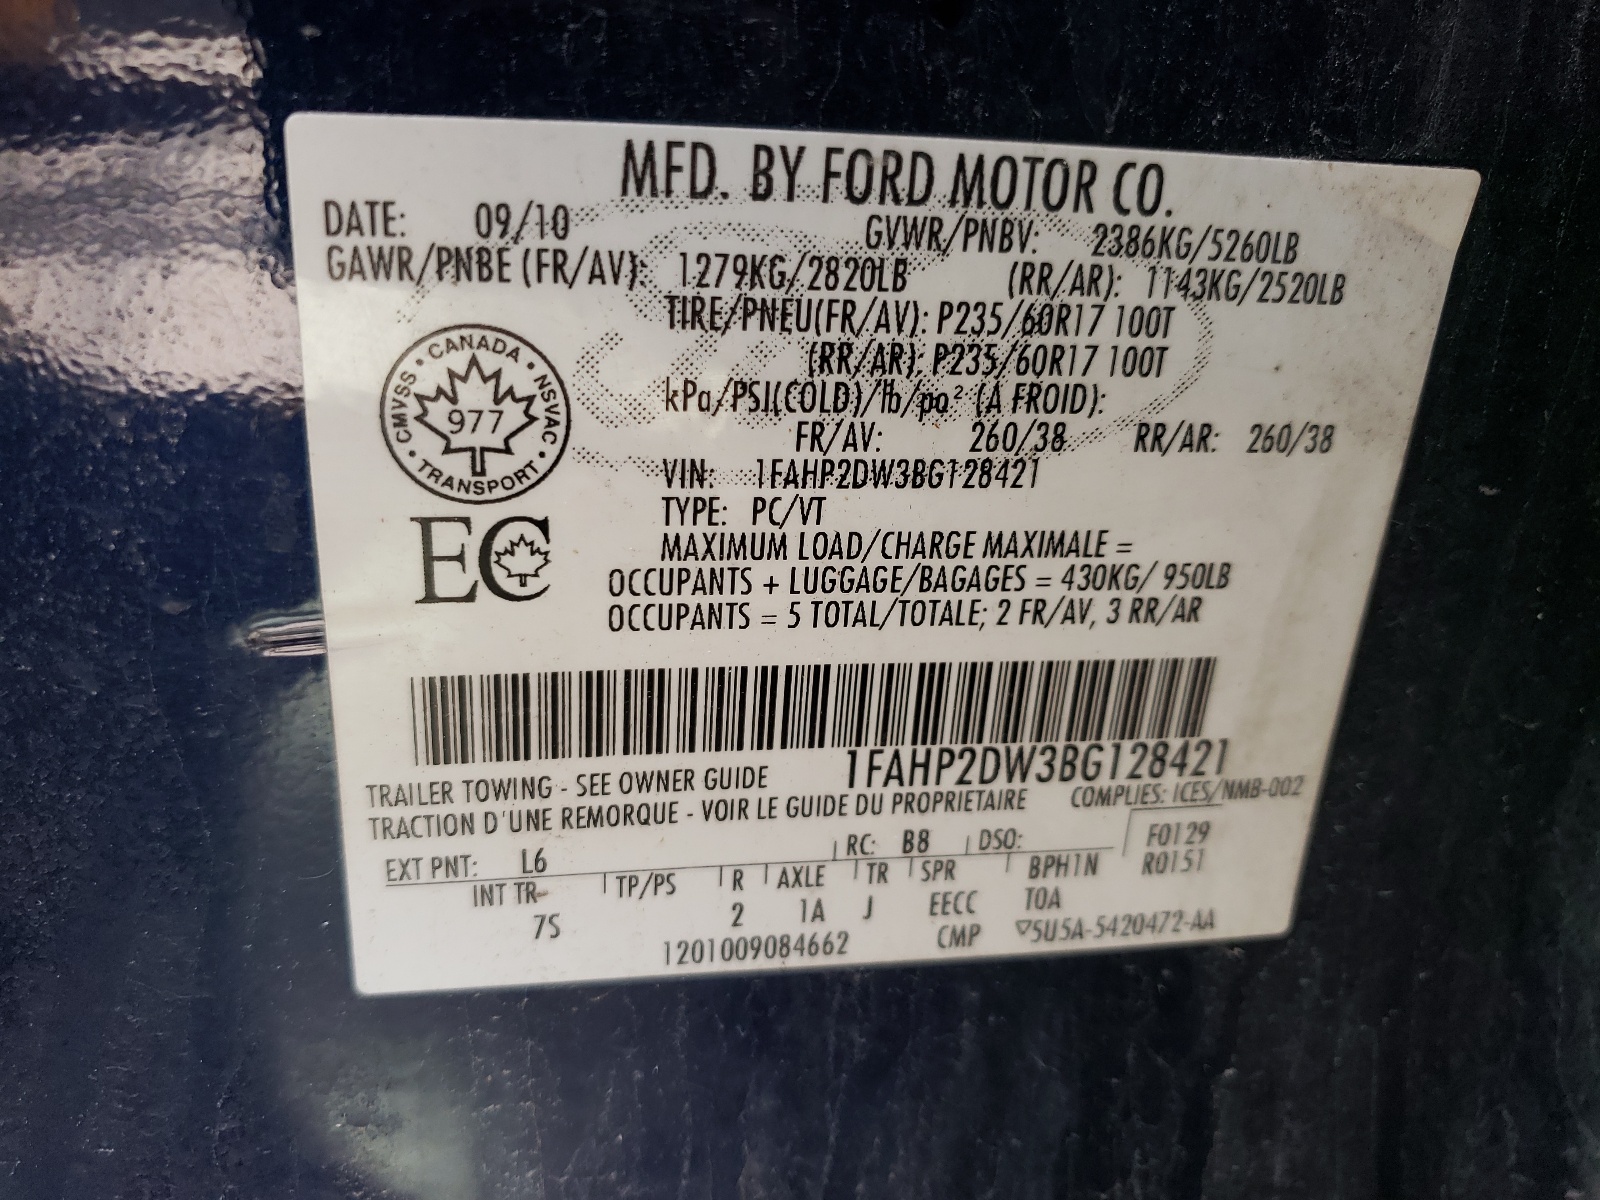 MFD. BY FORD MOTOR CO.
DATE: 09/10 GVWR/PNBV: 2386KG/5260LB
GAWR/PNBE (FR/AV): 1279KG/2820LB (RR/AR): 1143KG/2520LB
TIRE/PNEU(FR/AV): P235/60R17 100T
(RR/AR): P235/60R17 100T
kPa/PSI(COLD)/lb/po² (A FROID):
FR/AV: 260/38 RR/AR: 260/38
VIN: 1FAHP2DW3BG128421
TYPE: PC/VT
MAXIMUM LOAD/CHARGE MAXIMALE =
OCCUPANTS + LUGGAGE/BAGAGES = 430KG/ 950LB
OCCUPANTS = 5 TOTAL/TOTALE; 2 FR/AV, 3 RR/AR
CANADA • NSVAC • TRANSPORT • CMVSS •
977
EC
1FAHP2DW3BG128421
TRAILER TOWING - SEE OWNER GUIDE
TRACTION D'UNE REMORQUE - VOIR LE GUIDE DU PROPRIETAIRE
COMPLIES: ICES/NMB-002
EXT PNT: L6 RC: B8 DSO: F0129
INT TR TP/PS R AXLE TR SPR BPH1N R0151
7S 2 1A J EECC TOA
1201009084662 CMP ▽5U5A-5420472-AA